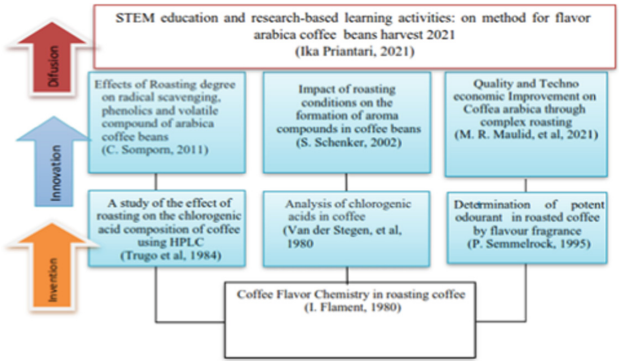 STEM education and research-based learning activities: on method for flavor
arabica coffee beans harvest 2021
(Ika Priantari, 2021)
Difusion
Effects of Roasting degree
on radical scavenging,
phenolics and volatile
compound of arabica
coffee beans
(C. Somporn, 2011)
Impact of roasting
conditions on the
formation of aroma
compounds in coffee beans
(S. Schenker, 2002)
Quality and Techno
economic Improvement on
Coffea arabica through
complex roasting
(M. R. Maulid, et al, 2021)
Innovation
A study of the effect of
roasting on the chlorogenic
acid composition of coffee
using HPLC
(Trugo et al, 1984)
Analysis of chlorogenic
acids in coffee
(Van der Stegen, et al,
1980
Determination of potent
odourant in roasted coffee
by flavour fragrance
(P. Semmelrock, 1995)
Invention
Coffee Flavor Chemistry in roasting coffee
(I. Flament, 1980)